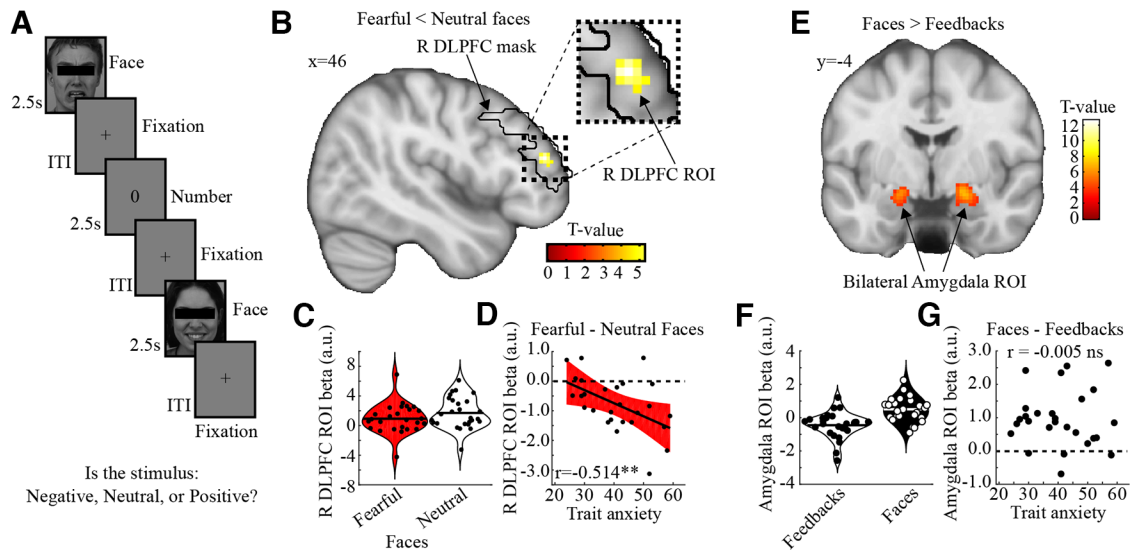 A
Face
2.5s
Fixation
ITI
0
Number
2.5s
Fixation
ITI
Face
2.5s
ITI
Fixation
Is the stimulus:
Negative, Neutral, or Positive?
B
Fearful < Neutral faces
R DLPFC mask
x=46
R DLPFC ROI
T-value
0 1 2 3 4 5
C
R DLPFC ROI beta (a.u.)
8
4
0
-4
-8
Fearful
Neutral
Faces
D
Fearful - Neutral Faces
R DLPFC ROI beta (a.u.)
1.0
0.0
-1.0
-2.0
-3.0
r=-0.514**
20 30 40 50 60
Trait anxiety
E
Faces > Feedbacks
y=-4
T-value
12
10
8
6
4
2
0
Bilateral Amygdala ROI
F
Amygdala ROI beta (a.u.)
4
2
0
-2
-4
Feedbacks
Faces
G
Faces - Feedbacks
r = -0.005 ns
Amygdala ROI beta (a.u.)
3.0
2.0
1.0
0.0
1.0
20 30 40 50 60
Trait anxiety